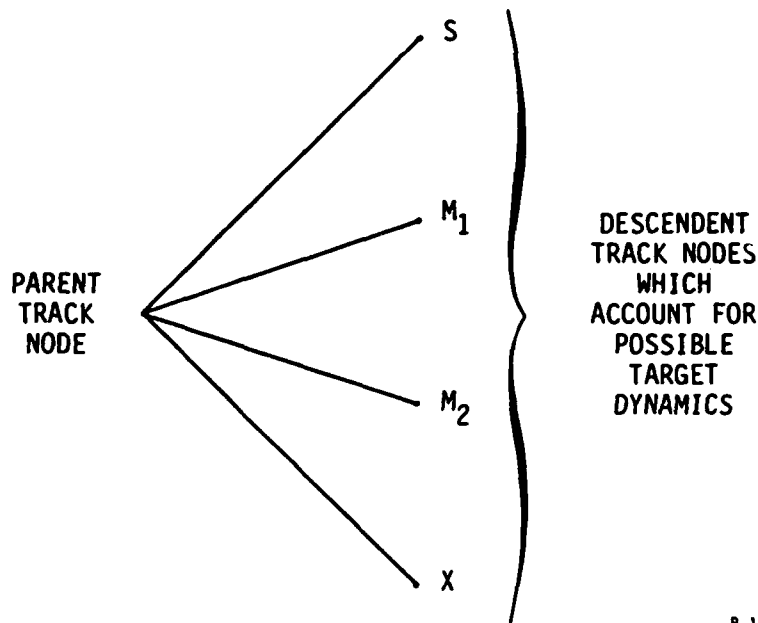 S
M1
PARENT
TRACK
NODE
M2
X
DESCENDENT
TRACK NODES
WHICH
ACCOUNT FOR
POSSIBLE
TARGET
DYNAMICS